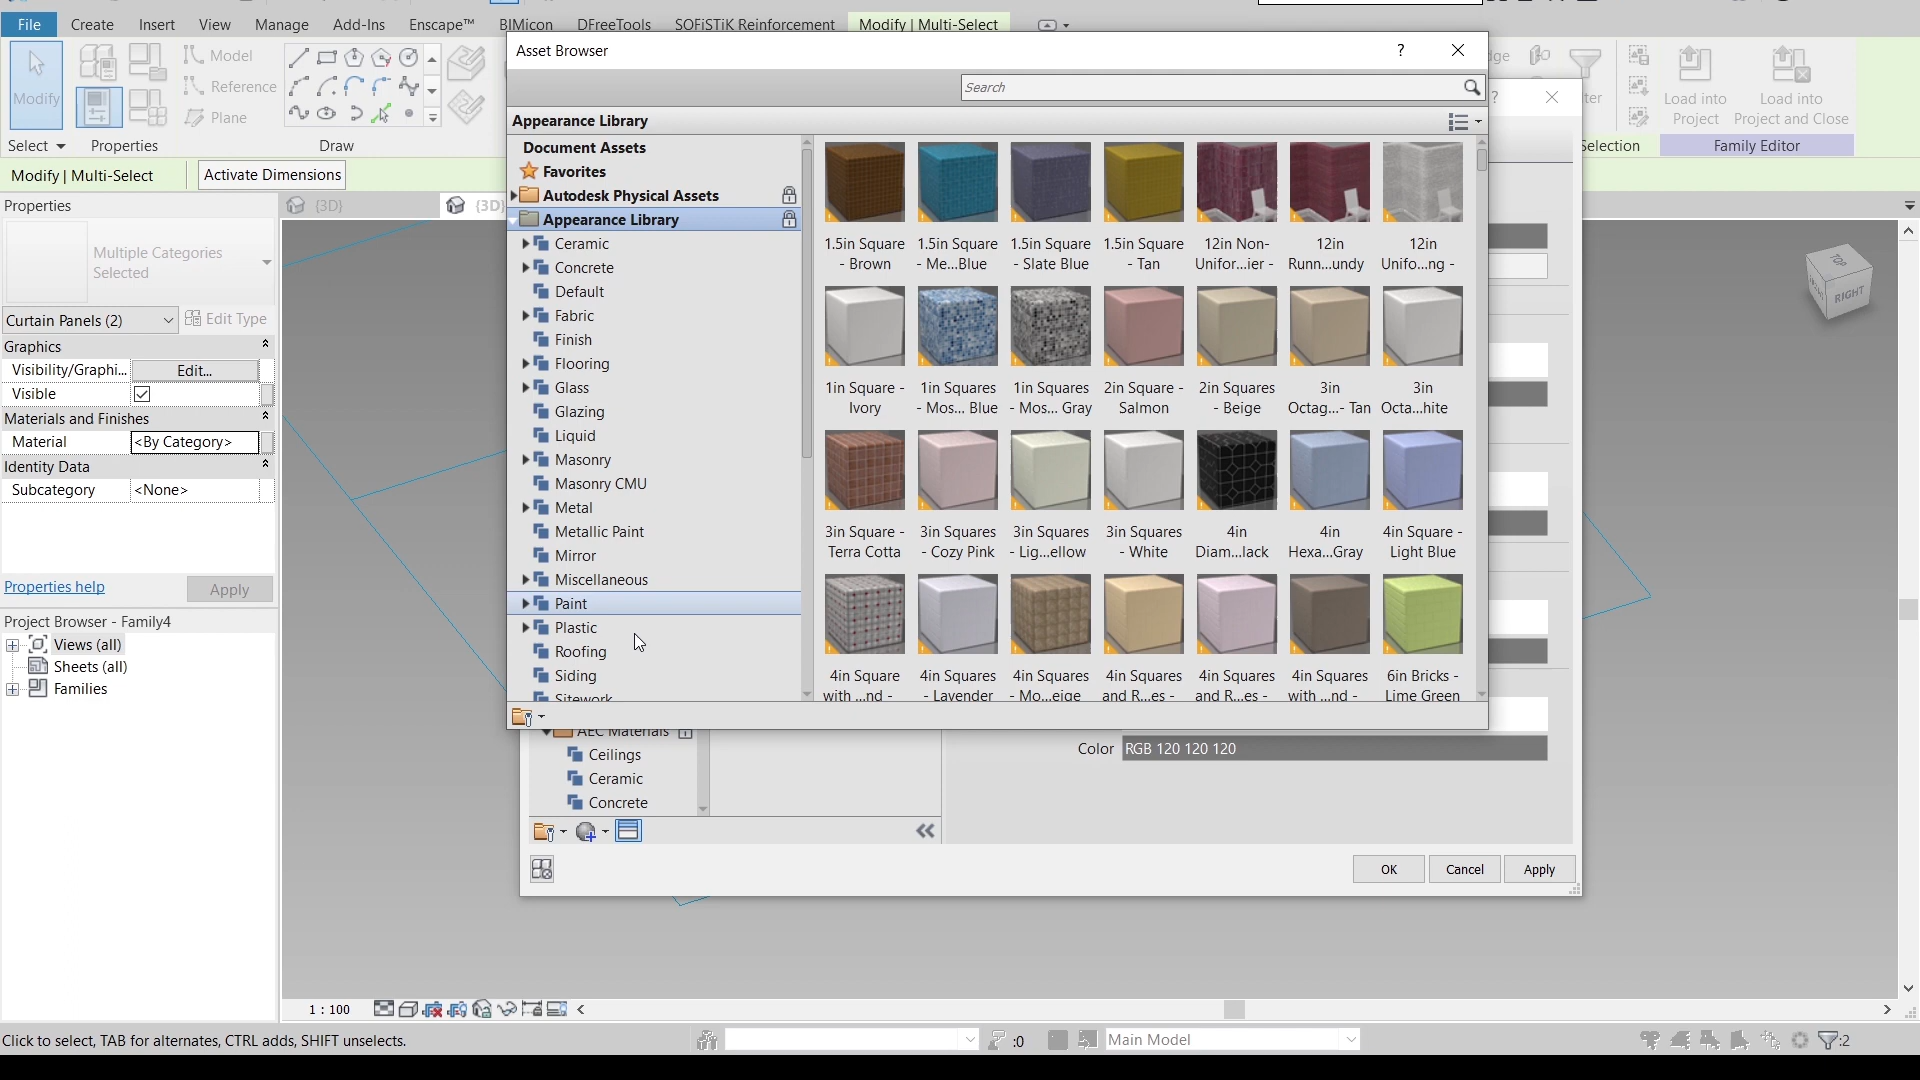 File Create Insert View Manage Add-Ins Enscape™ BIMicon DFreeTools SOFiSTiK Reinforcement Modify | Multi-Select
Modify
Model
Reference
Plane
Select Properties Draw
Load into Project
Load into Project and Close
Selection Family Editor
Modify | Multi-Select Activate Dimensions
Properties
Multiple Categories Selected
Curtain Panels (2) Edit Type
Graphics
Visibility/Graphi... Edit...
Visible
Materials and Finishes
Material <By Category>
Identity Data
Subcategory <None>
Properties help Apply
Project Browser - Family4
Views (all)
Sheets (all)
Families
{3D} {3D}
Asset Browser ?
Search
Appearance Library
Document Assets
Favorites
Autodesk Physical Assets
Appearance Library
Ceramic
Concrete
Default
Fabric
Finish
Flooring
Glass
Glazing
Liquid
Masonry
Masonry CMU
Metal
Metallic Paint
Mirror
Miscellaneous
Paint
Plastic
Roofing
Siding
Sitework
1.5in Square - Brown
1.5in Square - Me...Blue
1.5in Square - Slate Blue
1.5in Square - Tan
12in Non-Unifor...ier -
12in Runn...undy
12in Unifo...ng -
1in Square - Ivory
1in Squares - Mos... Blue
1in Squares - Mos... Gray
2in Square - Salmon
2in Squares - Beige
3in Octag...- Tan
3in Octa...hite
3in Square - Terra Cotta
3in Squares - Cozy Pink
3in Squares - Lig...ellow
3in Squares - White
4in Diam...lack
4in Hexa...Gray
4in Square - Light Blue
4in Square with ...nd -
4in Squares - Lavender
4in Squares - Mo...eige
4in Squares and R...es -
4in Squares and R...es -
4in Squares with ...nd -
6in Bricks - Lime Green
AEC Materials
Ceilings
Ceramic
Concrete
Color RGB 120 120 120
OK Cancel Apply
TOP
RIGHT
1 : 100
Click to select, TAB for alternates, CTRL adds, SHIFT unselects.
:0 Main Model :2